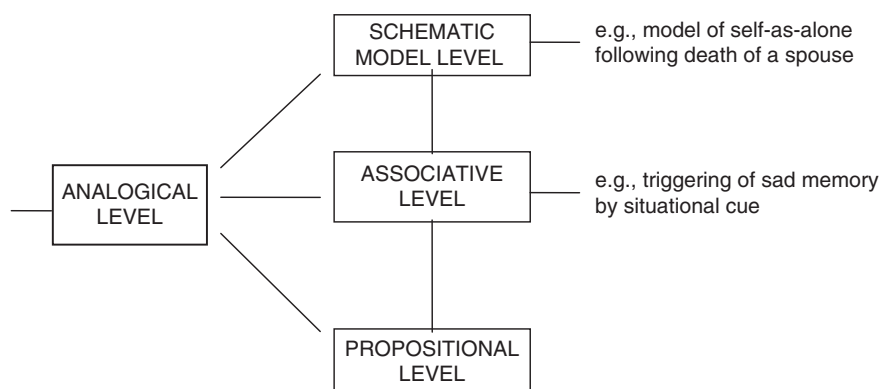 SCHEMATIC
MODEL LEVEL
e.g., model of self-as-alone
following death of a spouse
ANALOGICAL
LEVEL
ASSOCIATIVE
LEVEL
e.g., triggering of sad memory
by situational cue
PROPOSITIONAL
LEVEL